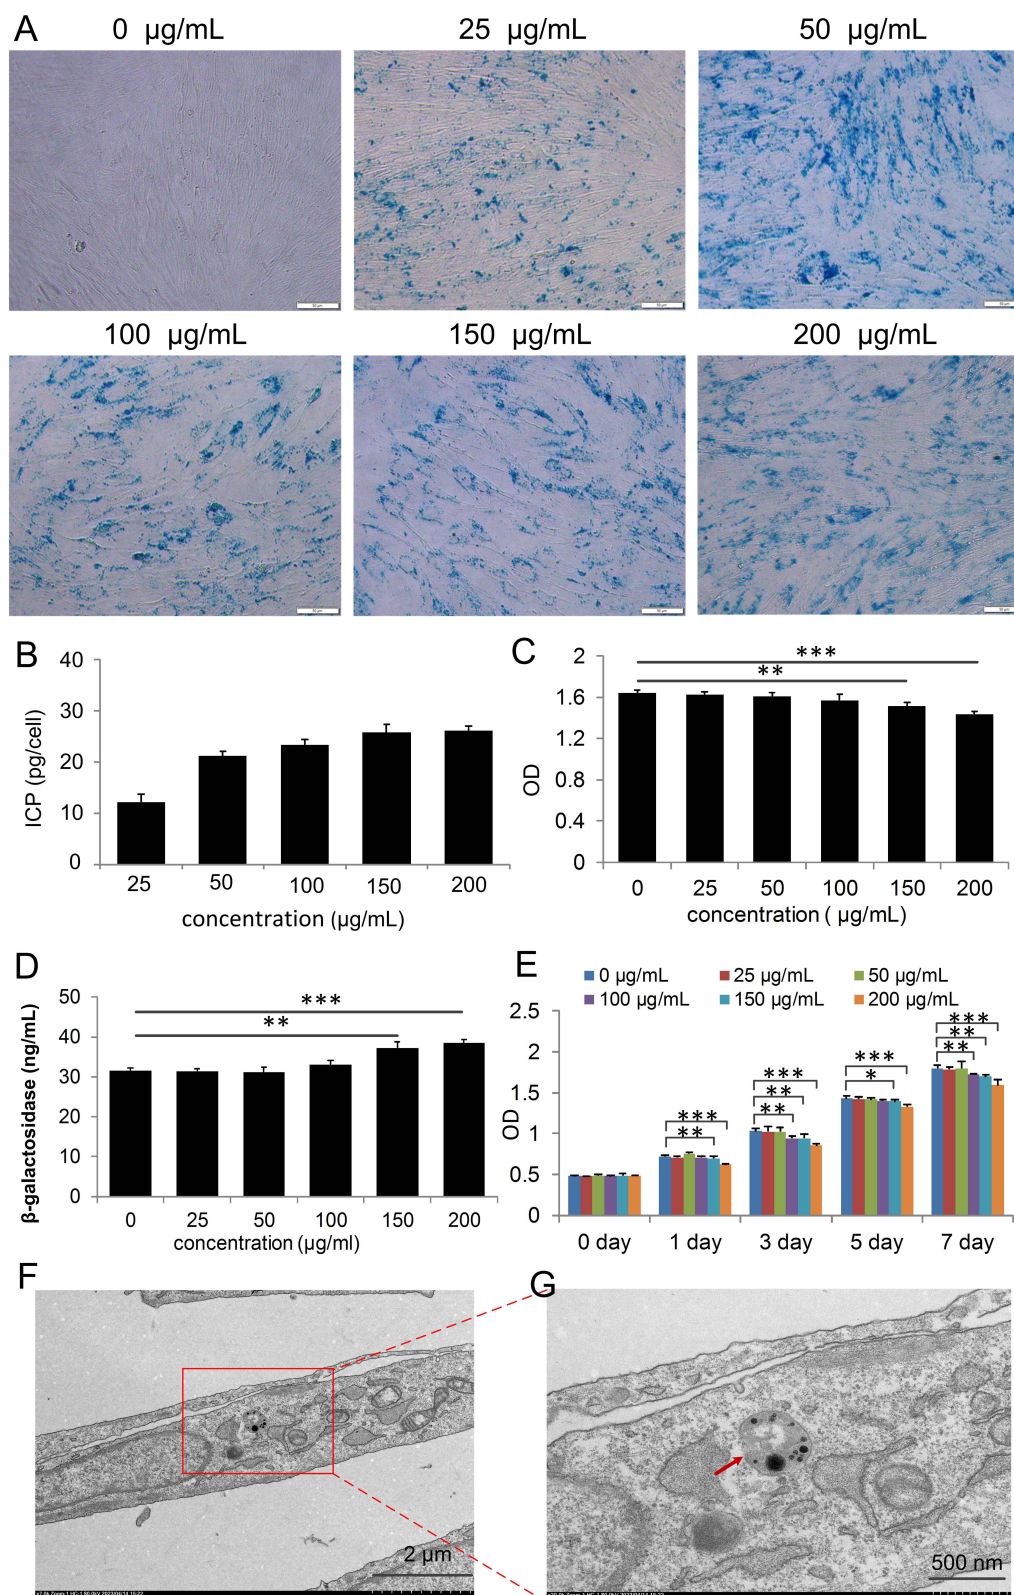 A
0 µg/mL 25 µg/mL 50 µg/mL
100 µg/mL 150 µg/mL 200 µg/mL
B
ICP (pg/cell)
40
30
20
10
0
25 50 100 150 200
concentration (µg/mL)
C
OD
2
1.6
1.2
0.8
0.4
0
***
**
0 25 50 100 150 200
concentration ( µg/mL)
D
β-galactosidase (ng/mL)
50
40
30
20
10
0
***
**
0 25 50 100 150 200
concentration (µg/ml)
E
0 µg/mL 25 µg/mL 50 µg/mL
100 µg/mL 150 µg/mL 200 µg/mL
OD
2.5
2
1.5
1
0.5
0
***
**
***
**
**
***
*
***
**
**
0 day 1 day 3 day 5 day 7 day
F
2 µm
G
500 nm